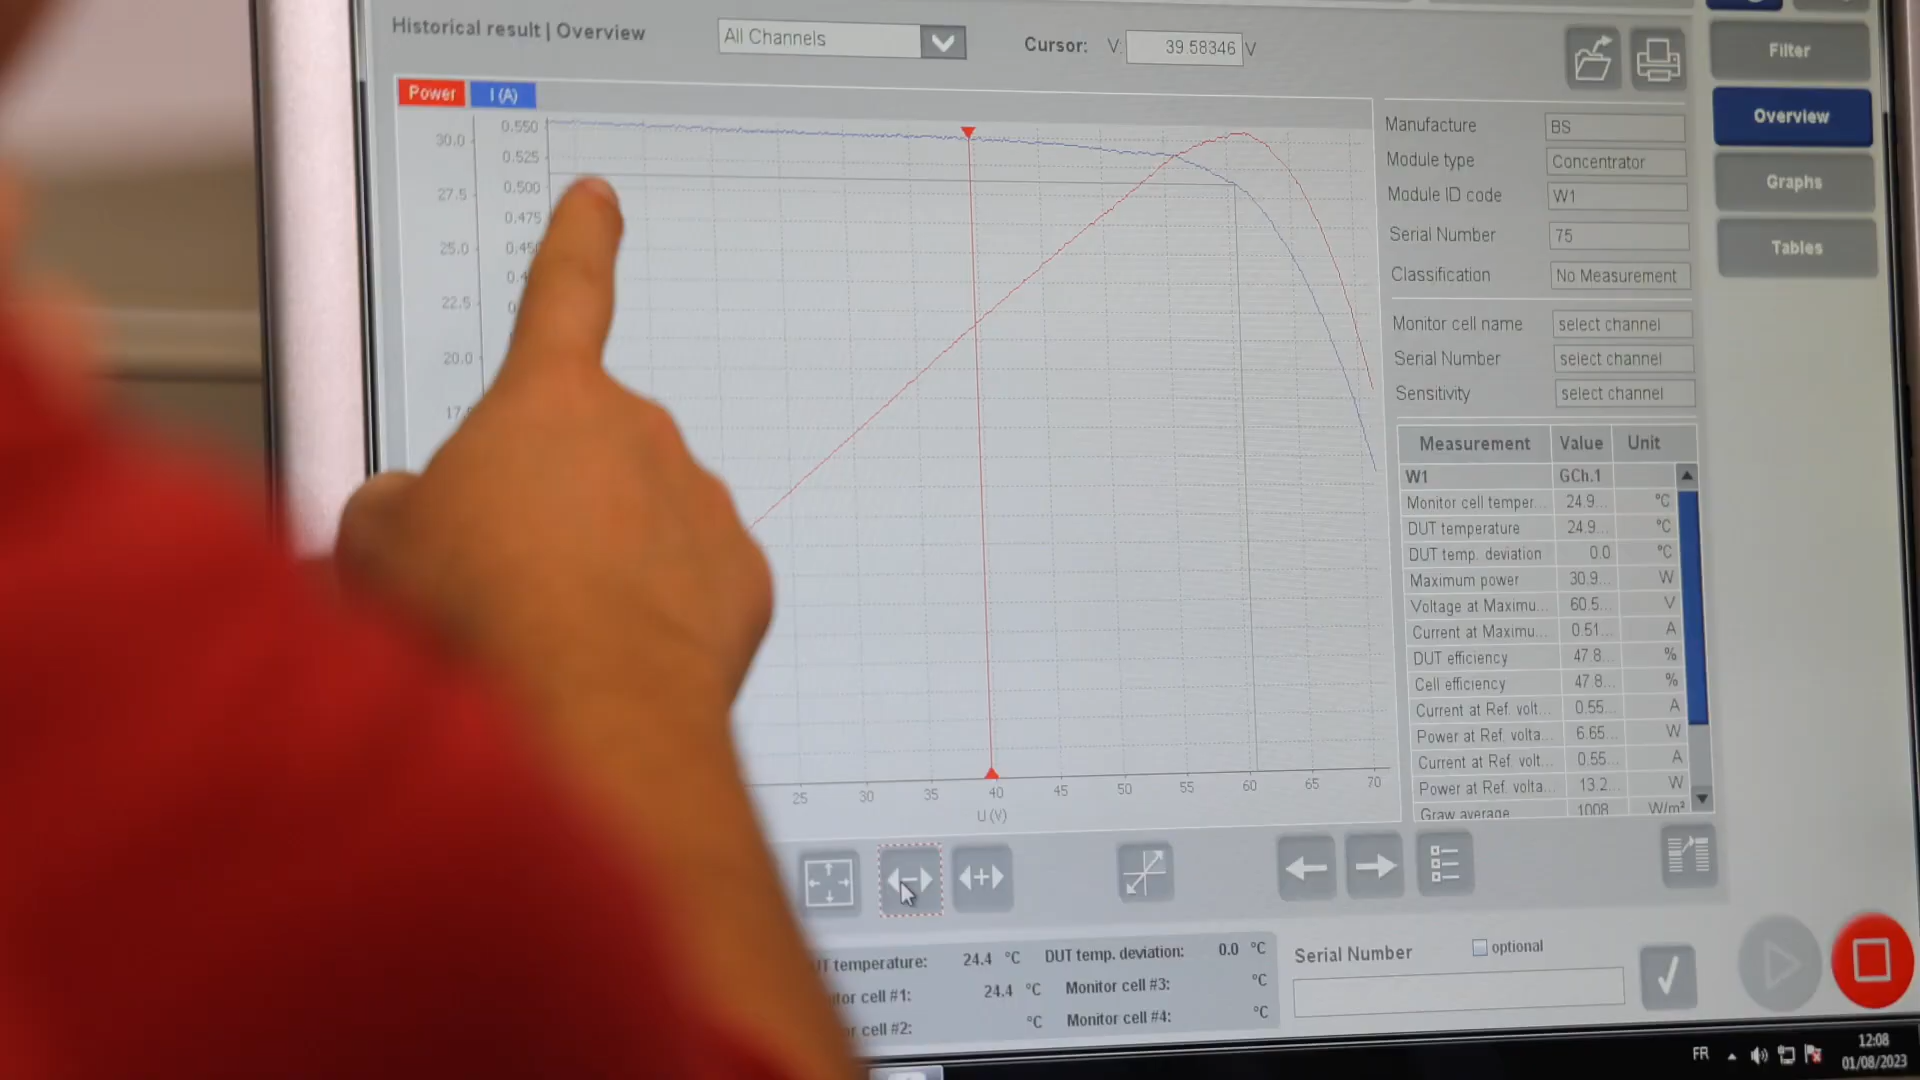 Historical result | Overview
All Channels
Cursor: V: 39.58346 V
Filter
Overview
Graphs
Tables
Power I (A)
30.0
27.5
25.0
22.5
20.0
0.550
0.525
0.500
0.475
25 30 35 40 45 50 55 60 65 70
U (V)
Manufacture BS
Module type Concentrator
Module ID code W1
Serial Number 75
Classification No Measurement
Monitor cell name select channel
Serial Number select channel
Sensitivity select channel
Measurement Value Unit
W1 GCh.1
Monitor cell temper... 24.9... °C
DUT temperature 24.9... °C
DUT temp. deviation 0.0 °C
Maximum power 30.9... W
Voltage at Maximu... 60.5... V
Current at Maximu... 0.51... A
DUT efficiency 47.8... %
Cell efficiency 47.8... %
Current at Ref. volt... 0.55... A
Power at Ref. volta... 6.65... W
Current at Ref. volt... 0.55... A
Power at Ref. volta... 13.2... W
Graw average 1008 W/m²
temperature: 24.4 °C DUT temp. deviation: 0.0 °C
cell #1: 24.4 °C Monitor cell #3: °C
cell #2: °C Monitor cell #4: °C
Serial Number optional
FR
12:08
01/08/2023